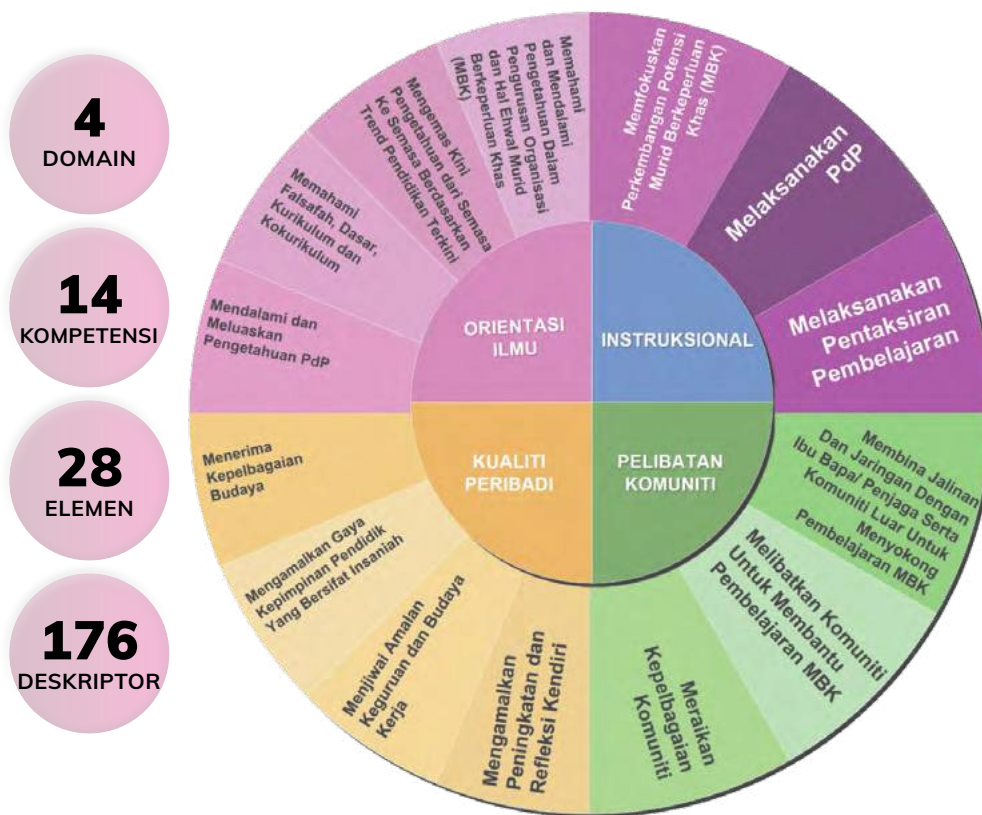 4
DOMAIN
14
KOMPETENSI
28
ELEMEN
176
DESKRIPTOR
ORIENTASI
ILMU
INSTRUKSIONAL
KUALITI
PERIBADI
PELIBATAN
KOMUNITI
Memfokuskan
Perkembangan Potensi
Murid Berkeperluan
Khas (MBK)
Melaksanakan
PdP
Melaksanakan
Pentaksiran
Pembelajaran
Membina Jalinan
Dan Jaringan Dengan
Ibu Bapa/ Penjaga Serta
Komuniti Luar Untuk
Menyokong
Pembelajaran MBK
Melibatkan Komuniti
Untuk Membantu
Pembelajaran MBK
Meraikan
Kepelbagaian
Komuniti
Mengamalkan
Peningkatan dan
Refleksi Kendiri
Menjiwai Amalan
Keguruan dan Budaya
Kerja
Mengamalkan Gaya
Kepimpinan Pendidik
Yang Bersifat Insaniah
Menerima
Kepelbagaian
Budaya
Mendalami dan
Meluaskan
Pengetahuan PdP
Memahami
Falsafah, Dasar,
Kurikulum dan
Kokurikulum
Mengemas Kini
Pengetahuan dari Semasa
Ke Semasa Berdasarkan
Trend Pendidikan Terkini
Memahami
dan Mendalami
Pengetahuan Dalam
Pengurusan Organisasi
dan Hal Ehwal Murid
Berkeperluan Khas
(MBK)